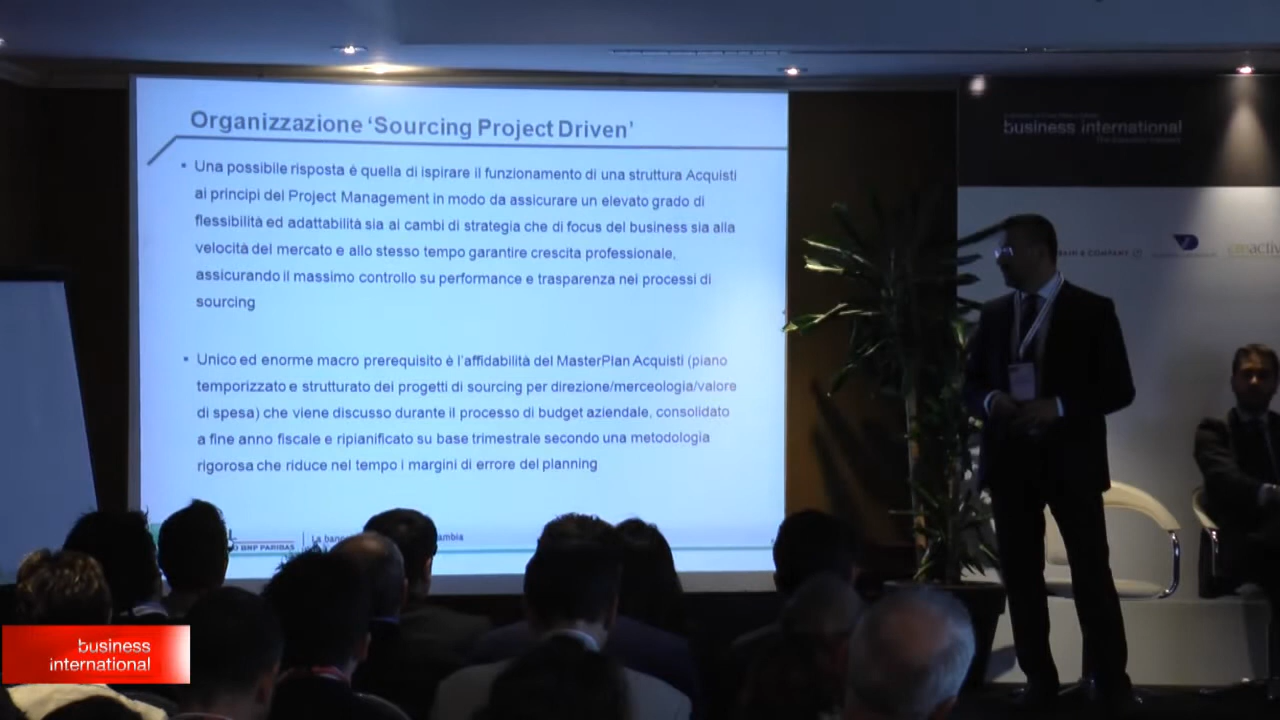 Organizzazione 'Sourcing Project Driven'
▪ Una possibile risposta è quella di ispirare il funzionamento di una struttura Acquisti
ai principi del Project Management in modo da assicurare un elevato grado di
flessibilità ed adattabilità sia ai cambi di strategia che di focus del business sia alla
velocità del mercato e allo stesso tempo garantire crescita professionale,
assicurando il massimo controllo su performance e trasparenza nei processi di
sourcing
▪ Unico ed enorme macro prerequisito è l'affidabilità del MasterPlan Acquisti (piano
temporizzato e strutturato dei progetti di sourcing per direzione/merceologia/valore
di spesa) che viene discusso durante il processo di budget aziendale, consolidato
a fine anno fiscale e ripianificato su base trimestrale secondo una metodologia
rigorosa che riduce nel tempo i margini di errore del planning
BNP PARIBAS
La
business international
& COMPANY
business
international